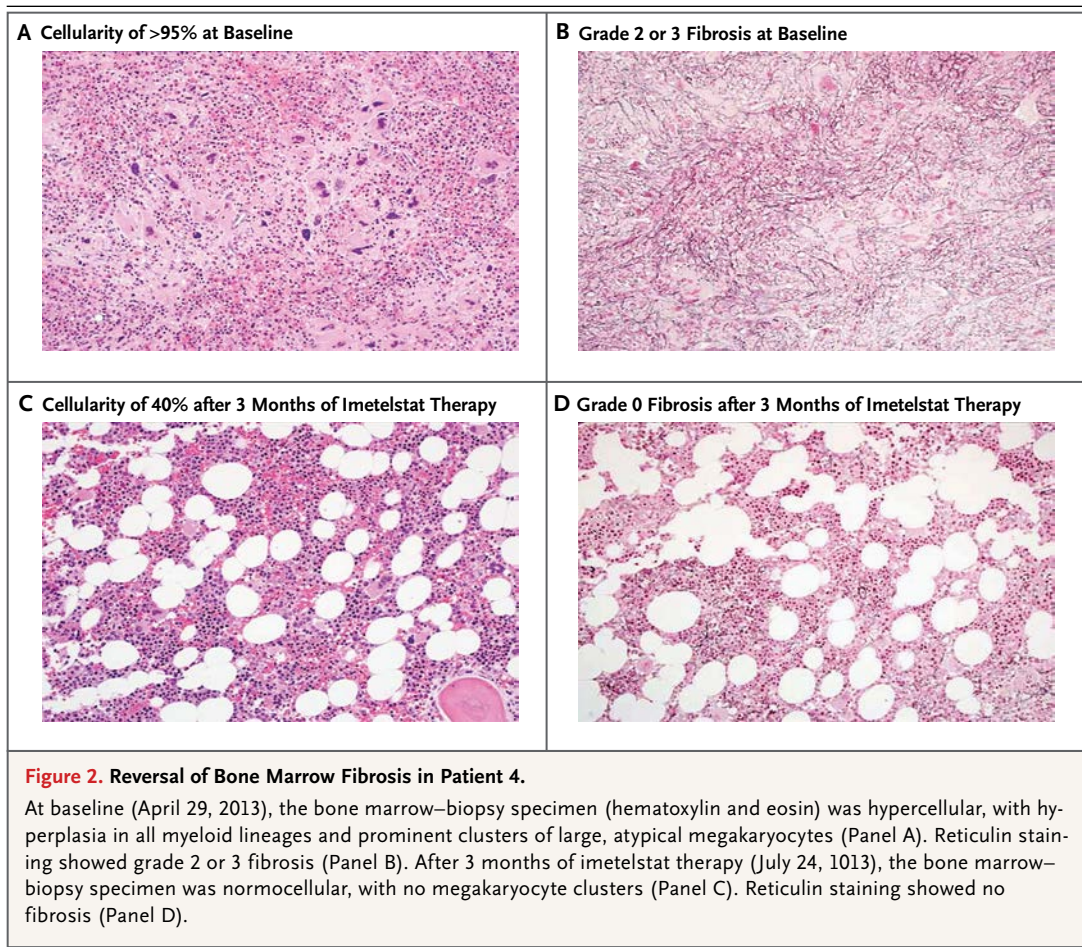 A Cellularity of >95% at Baseline
B Grade 2 or 3 Fibrosis at Baseline
C Cellularity of 40% after 3 Months of Imetelstat Therapy
D Grade 0 Fibrosis after 3 Months of Imetelstat Therapy
Figure 2. Reversal of Bone Marrow Fibrosis in Patient 4.
At baseline (April 29, 2013), the bone marrow–biopsy specimen (hematoxylin and eosin) was hypercellular, with hy-
perplasia in all myeloid lineages and prominent clusters of large, atypical megakaryocytes (Panel A). Reticulin stain-
ing showed grade 2 or 3 fibrosis (Panel B). After 3 months of imetelstat therapy (July 24, 1013), the bone marrow–
biopsy specimen was normocellular, with no megakaryocyte clusters (Panel C). Reticulin staining showed no
fibrosis (Panel D).